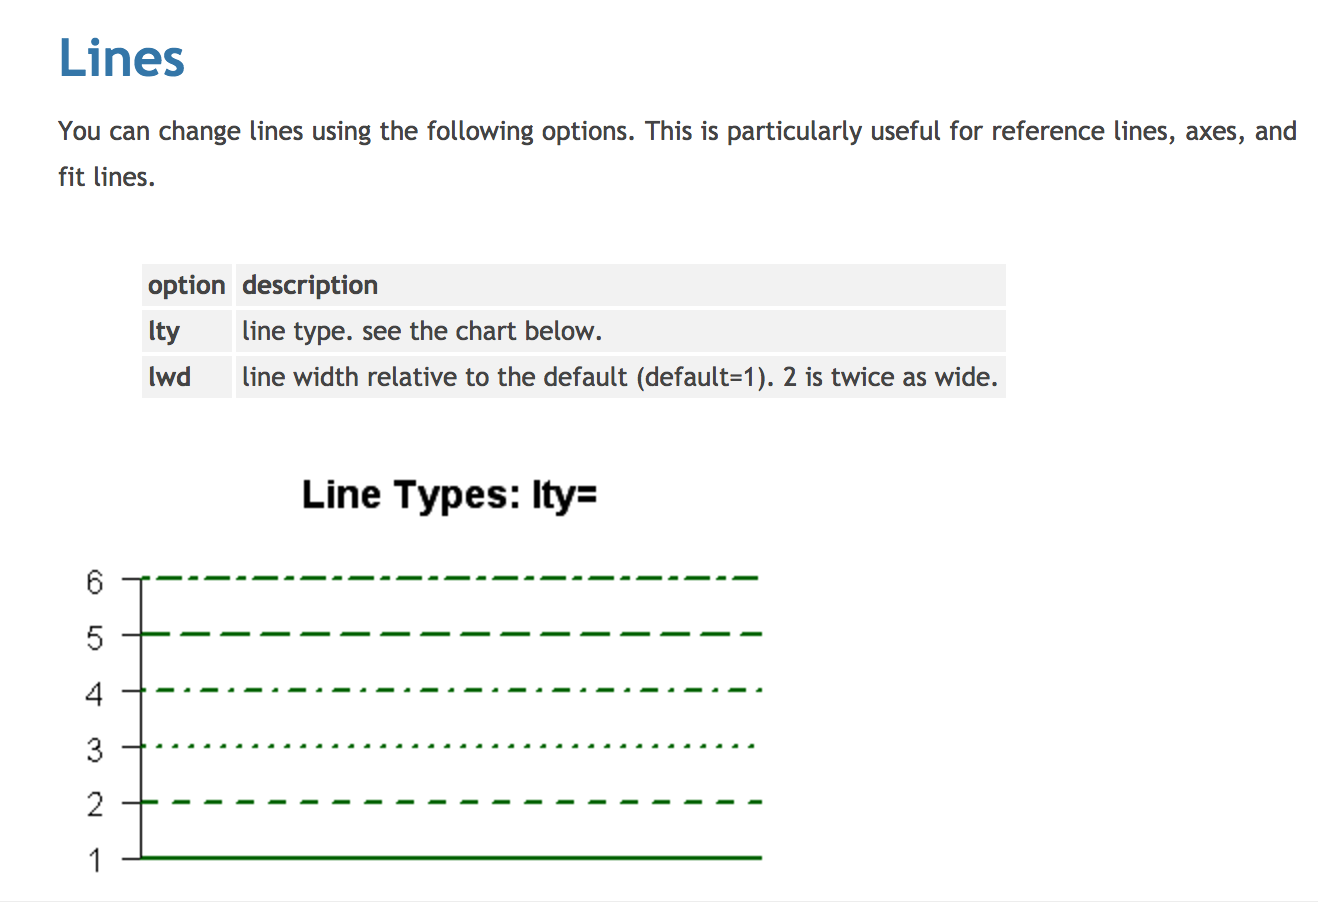 Lines
You can change lines using the following options. This is particularly useful for reference lines, axes, and
fit lines.
option description
lty line type. see the chart below.
lwd line width relative to the default (default=1). 2 is twice as wide.
Line Types: lty=
6
5
4
3
2
1